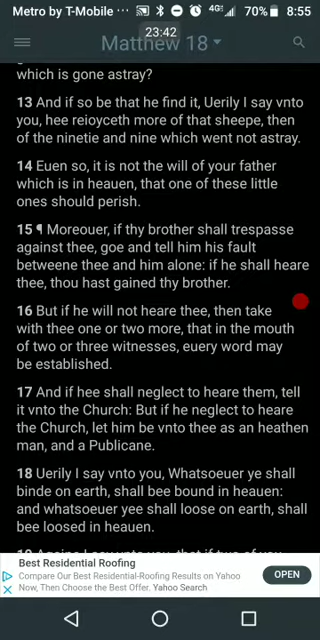 Metro by T-Mobile ··· 4G 70% 8:55
23:42
Matthew 18
which is gone astray?
13 And if so be that he find it, Uerily I say vnto
you, hee reioyceth more of that sheepe, then
of the ninetie and nine which went not astray.
14 Euen so, it is not the will of your father
which is in heauen, that one of these little
ones should perish.
15 ¶ Moreouer, if thy brother shall trespasse
against thee, goe and tell him his fault
betweene thee and him alone: if he shall heare
thee, thou hast gained thy brother.
16 But if he will not heare thee, then take
with thee one or two more, that in the mouth
of two or three witnesses, euery word may
be established.
17 And if hee shall neglect to heare them, tell
it vnto the Church: But if he neglect to heare
the Church, let him be vnto thee as an heathen
man, and a Publicane.
18 Uerily I say vnto you, Whatsoeuer ye shall
binde on earth, shall bee bound in heauen:
and whatsoeuer yee shall loose on earth, shall
bee loosed in heauen.
Best Residential Roofing
Compare Our Best Residential-Roofing Results on Yahoo
Now, Then Choose the Best Offer. Yahoo Search
OPEN